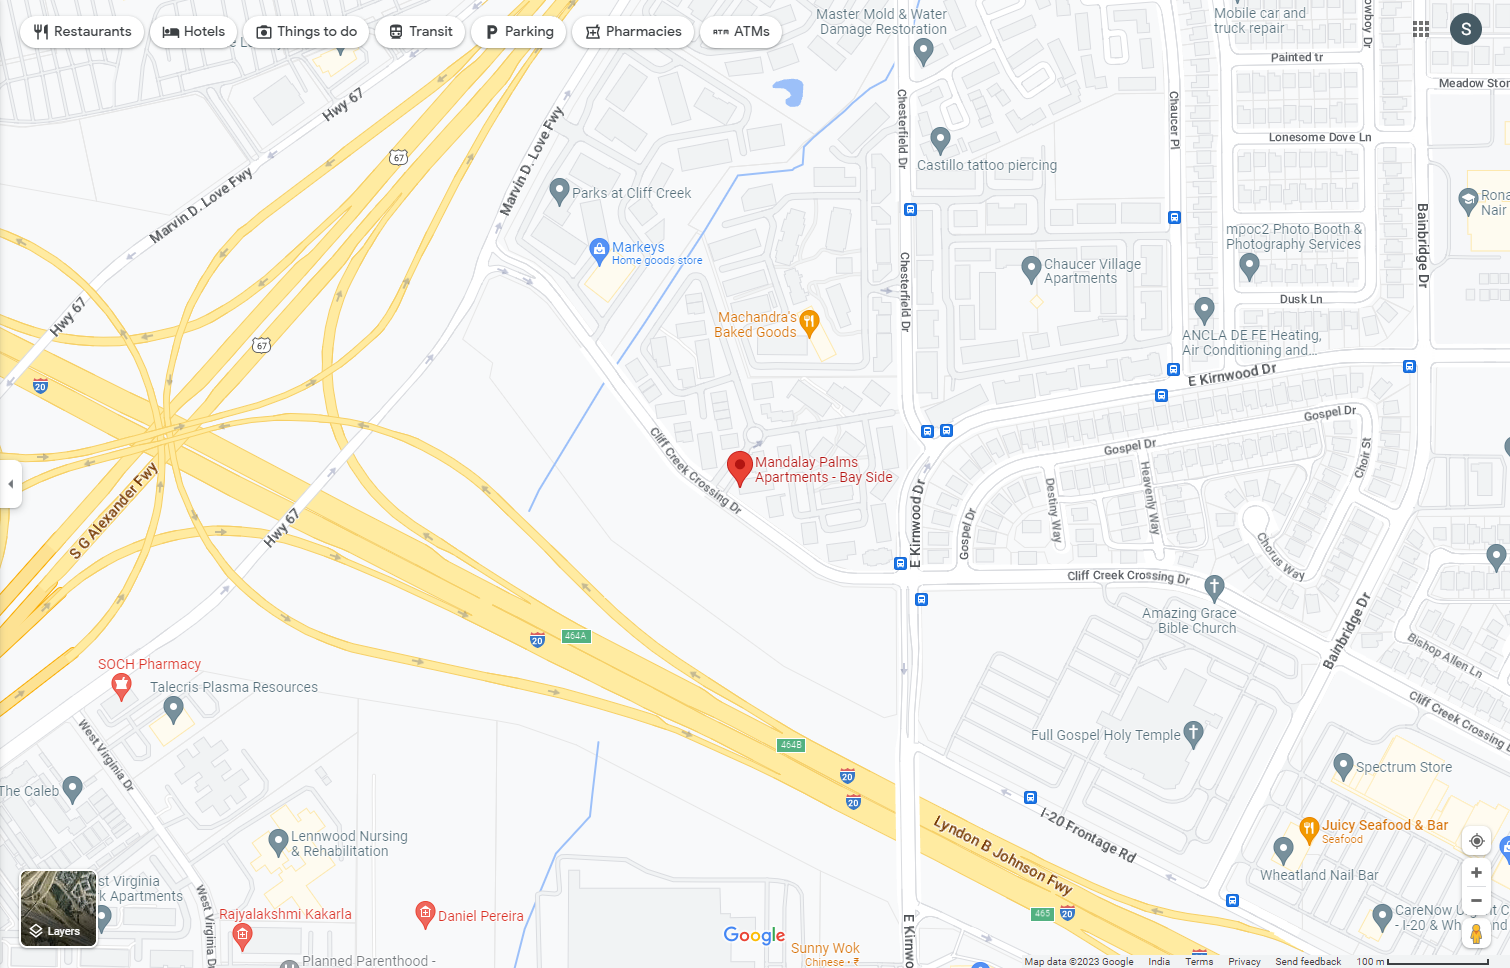 Restaurants
Hotels
Things to do
Transit
Parking
Pharmacies
ATMs
S
Master Mold & Water
Damage Restoration
Mobile car and
truck repair
Painted tr
Meadow Stor
Hwy 67
67
Marvin D. Love Fwy
Marvin D. Love Fwy
Chesterfield Dr
Chaucer Pl
Castillo tattoo piercing
Lonesome Dove Ln
Parks at Cliff Creek
Rona
Nair
Bainbridge Dr
mpoc2 Photo Booth &
Photography Services
Markeys
Home goods store
Chaucer Village
Apartments
Chesterfield Dr
Dusk Ln
Machandra's
Baked Goods
Hwy 67
67
20
ANCLA DE FE Heating,
Air Conditioning and...
E Kirnwood Dr
Gospel Dr
Gospel Dr
Choir St
Cliff Creek Crossing Dr
Mandalay Palms
Apartments - Bay Side
Heavenly Way
Destiny Way
E Kirnwood Dr
Gospel Dr
Chorus Way
S G Alexander Fwy
Hwy 67
Cliff Creek Crossing Dr
Amazing Grace
Bible Church
Bainbridge Dr
Bishop Allen Ln
20
464A
SOCH Pharmacy
Talecris Plasma Resources
West Virginia Dr
Cliff Creek Crossing D
Full Gospel Holy Temple
464B
20
20
Spectrum Store
The Caleb
I-20 Frontage Rd
Lyndon B Johnson Fwy
Juicy Seafood & Bar
Seafood
Lennwood Nursing
& Rehabilitation
Wheatland Nail Bar
st Virginia
k Apartments
West Virginia D
Rajyalakshmi Kakarla
Daniel Pereira
465
20
E Kirnwo
CareNow
- I-20 & Wh
Layers
Google
Sunny Wok
Chinese • ₹
Planned Parenthood -
Map data ©2023 Google
India
Terms
Privacy
Send feedback
100 m